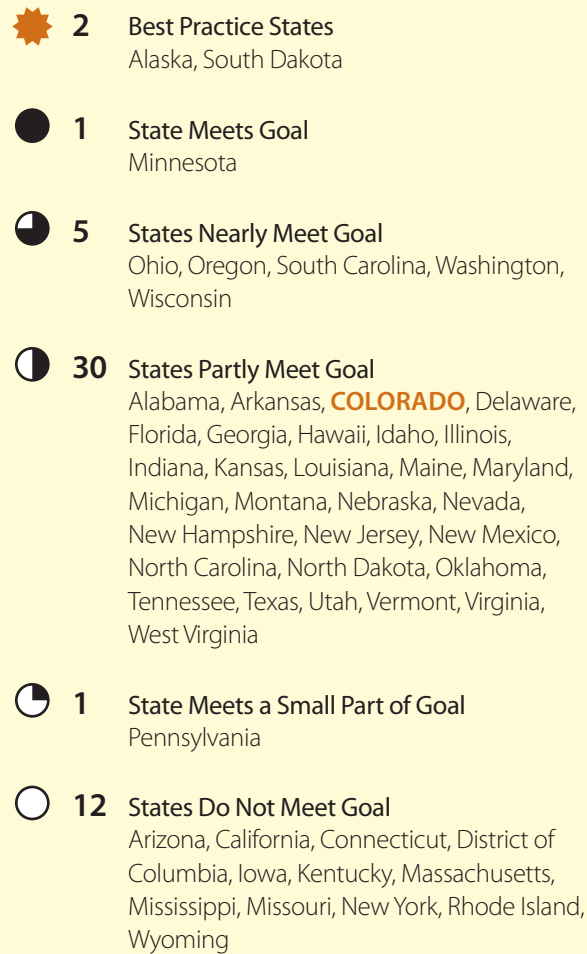 2 Best Practice States
Alaska, South Dakota
1 State Meets Goal
Minnesota
5 States Nearly Meet Goal
Ohio, Oregon, South Carolina, Washington,
Wisconsin
30 States Partly Meet Goal
Alabama, Arkansas, COLORADO, Delaware,
Florida, Georgia, Hawaii, Idaho, Illinois,
Indiana, Kansas, Louisiana, Maine, Maryland,
Michigan, Montana, Nebraska, Nevada,
New Hampshire, New Jersey, New Mexico,
North Carolina, North Dakota, Oklahoma,
Tennessee, Texas, Utah, Vermont, Virginia,
West Virginia
1 State Meets a Small Part of Goal
Pennsylvania
12 States Do Not Meet Goal
Arizona, California, Connecticut, District of
Columbia, Iowa, Kentucky, Massachusetts,
Mississippi, Missouri, New York, Rhode Island,
Wyoming